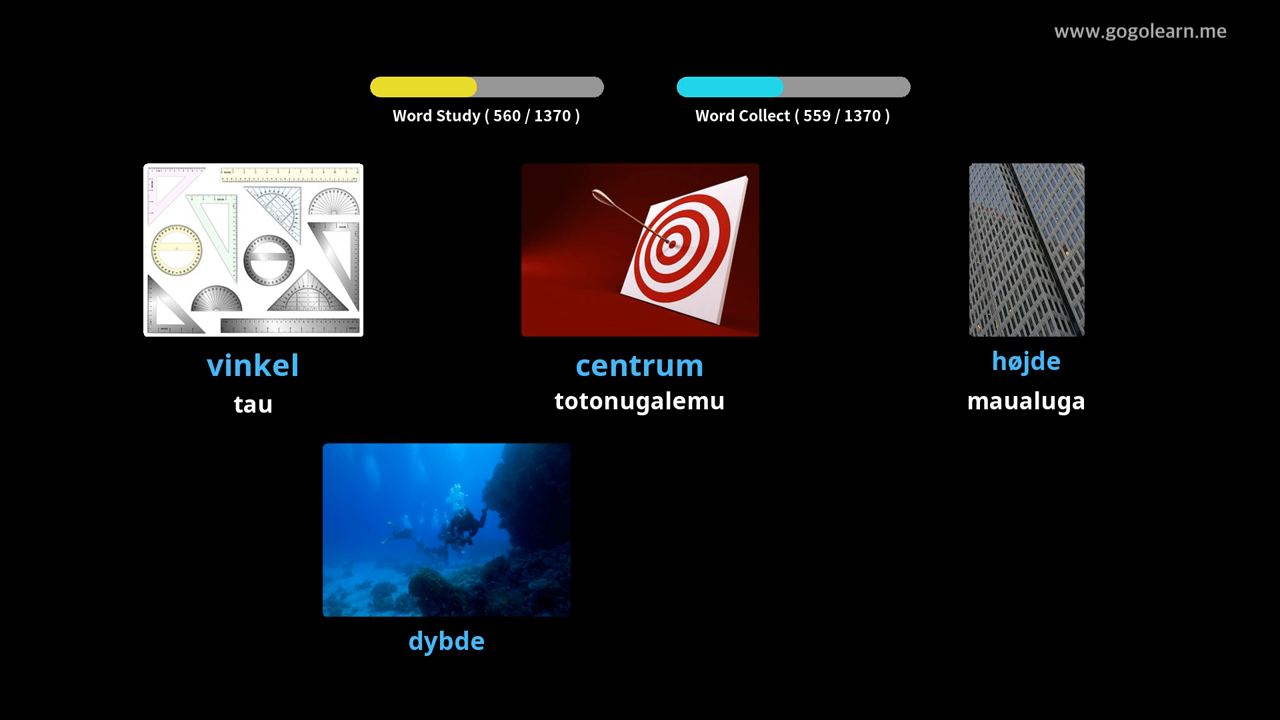 www.gogolearn.me
Word Study ( 560 / 1370 )
Word Collect ( 559 / 1370 )
vinkel
tau
centrum
totonugalemu
højde
maualuga
dybde